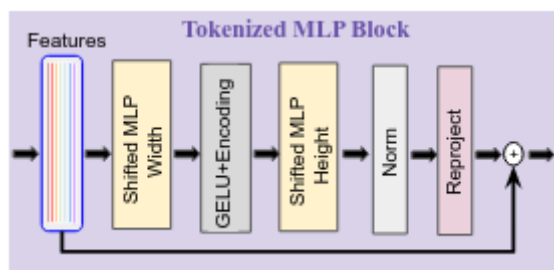 Tokenized MLP Block
Features
Shifted MLP
Width
GELU+Encoding
Shifted MLP
Height
Norm
Reproject
+